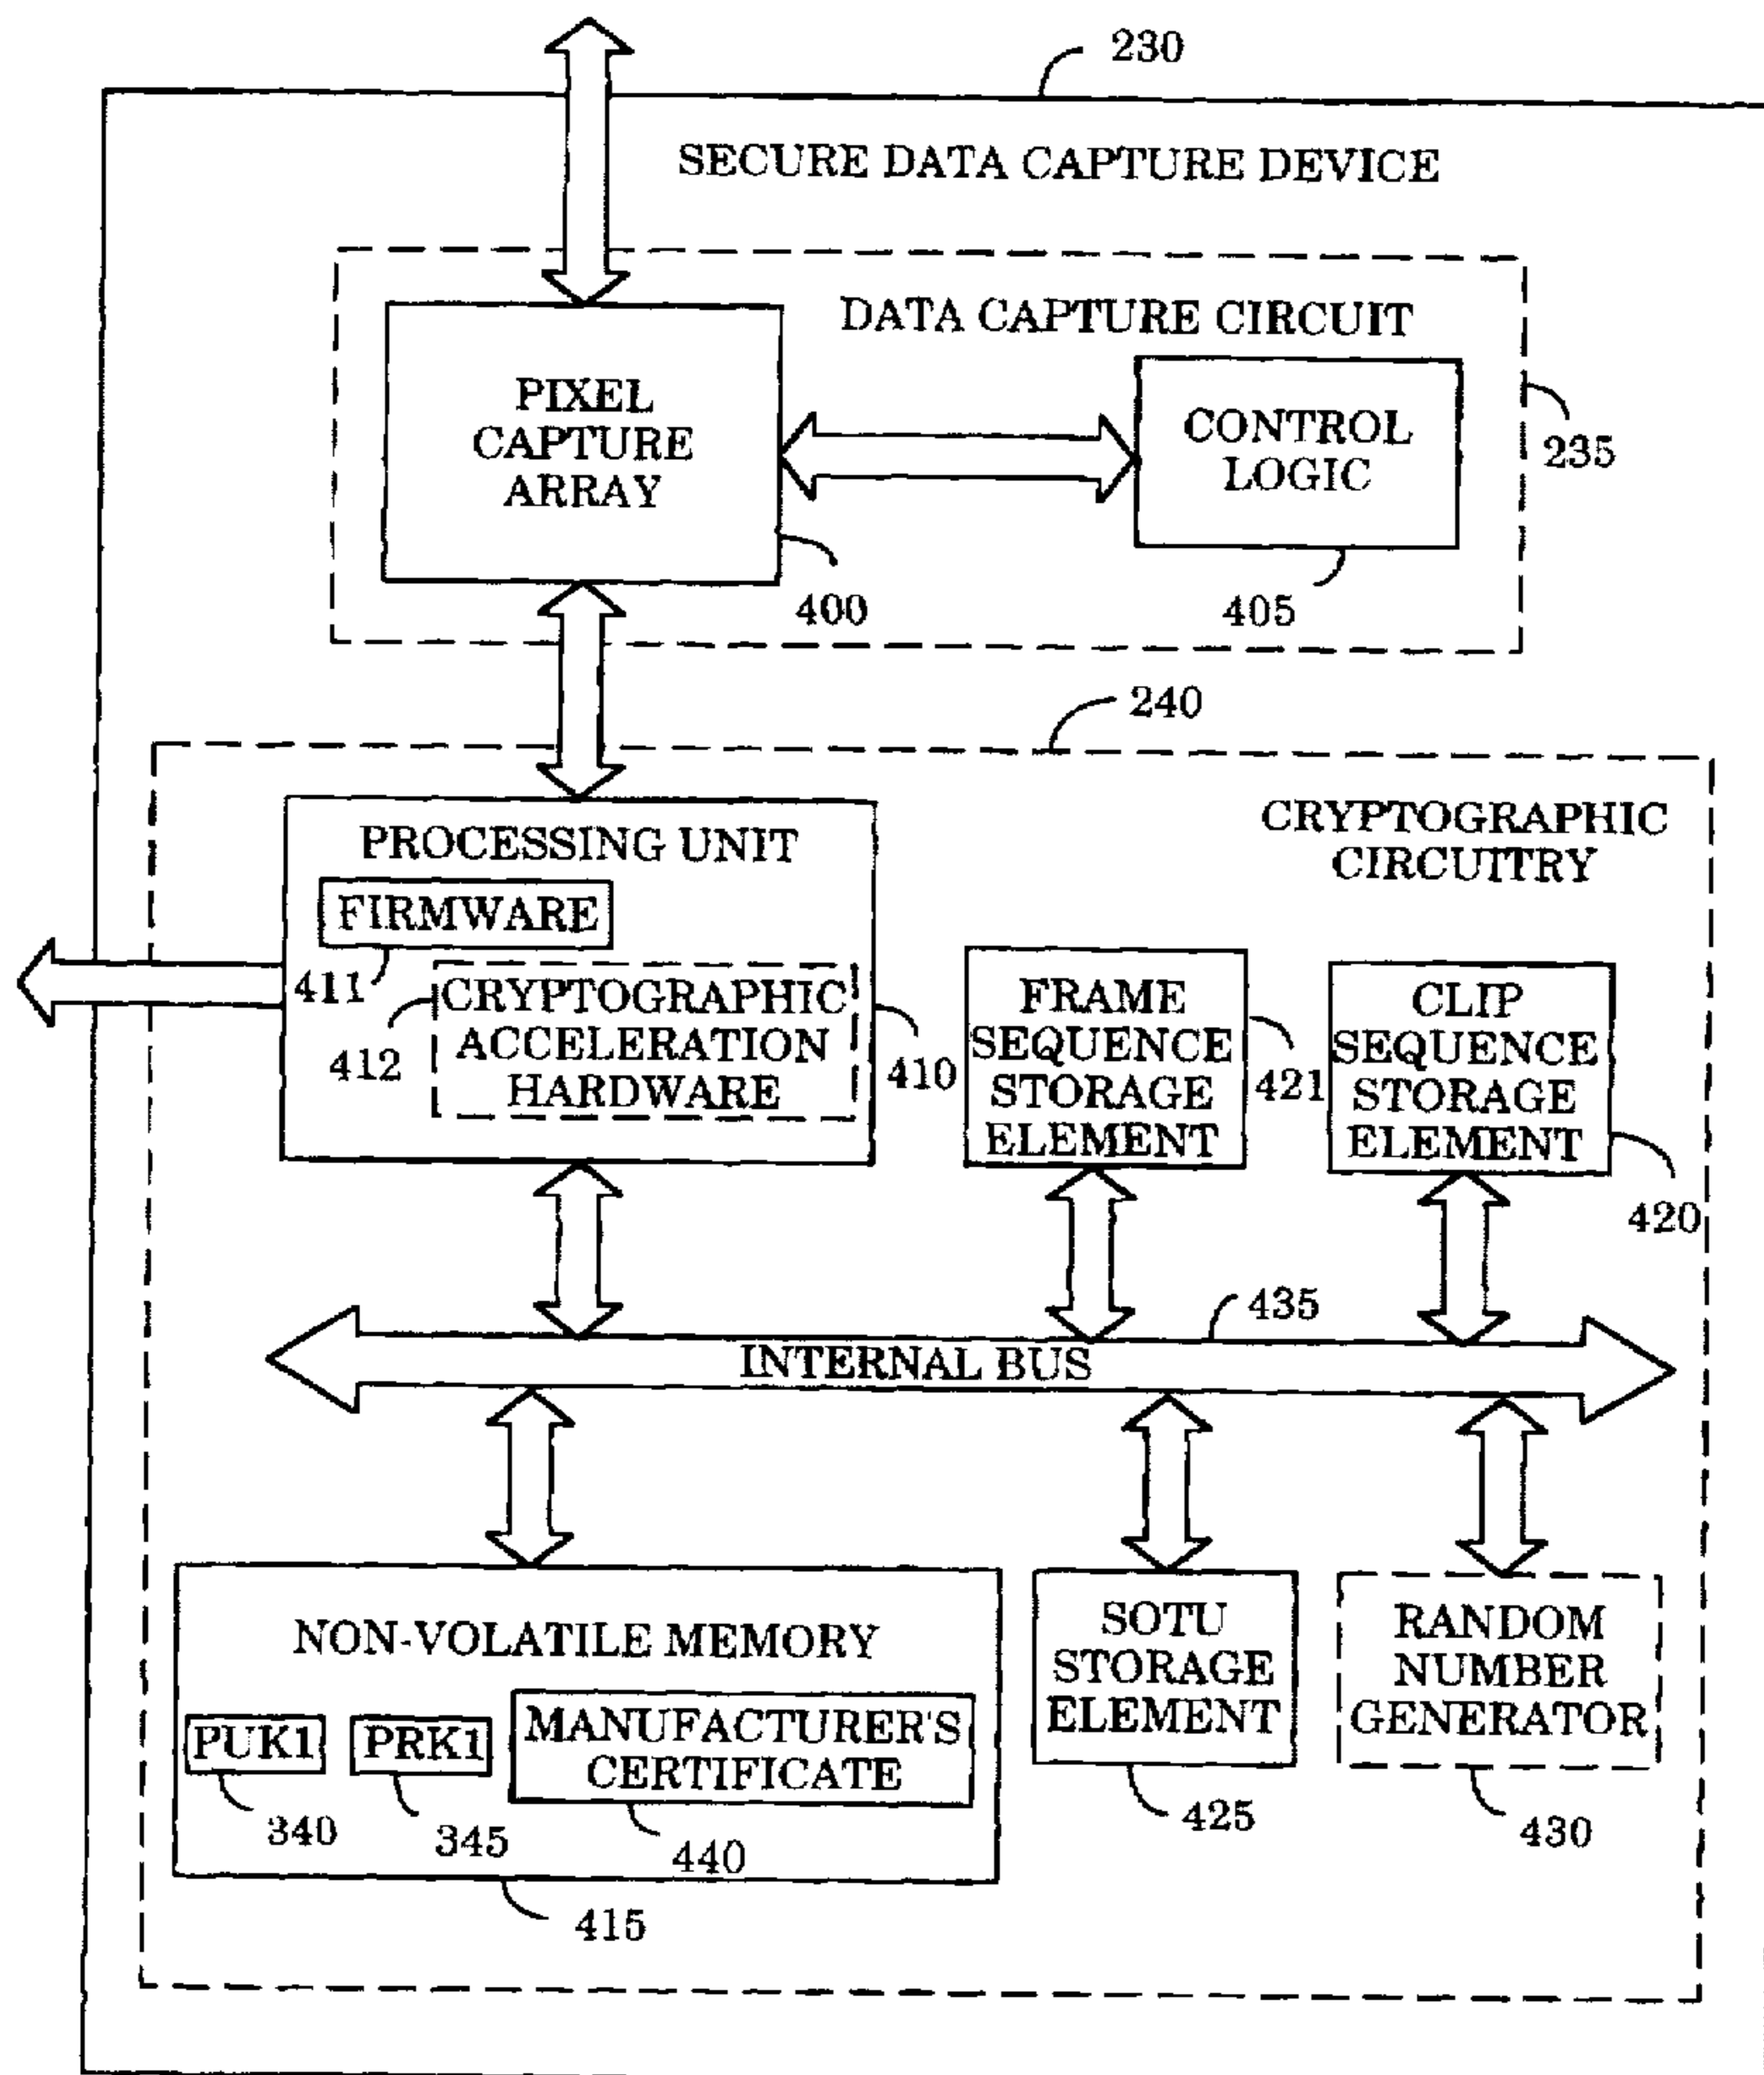 230
SECURE DATA CAPTURE DEVICE
DATA CAPTURE CIRCUIT
PIXEL
CAPTURE
ARRAY
CONTROL
LOGIC
235
400
405
240
CRYPTOGRAPHIC
CIRCUITRY
PROCESSING UNIT
FIRMWARE
411
412
CRYPTOGRAPHIC
ACCELERATION
HARDWARE
410
FRAME
SEQUENCE
STORAGE
ELEMENT
421
CLIP
SEQUENCE
STORAGE
ELEMENT
420
435
INTERNAL BUS
NON-VOLATILE MEMORY
PUK1
PRK1
MANUFACTURER'S
CERTIFICATE
340
345
440
415
SOTU
STORAGE
ELEMENT
425
RANDOM
NUMBER
GENERATOR
430